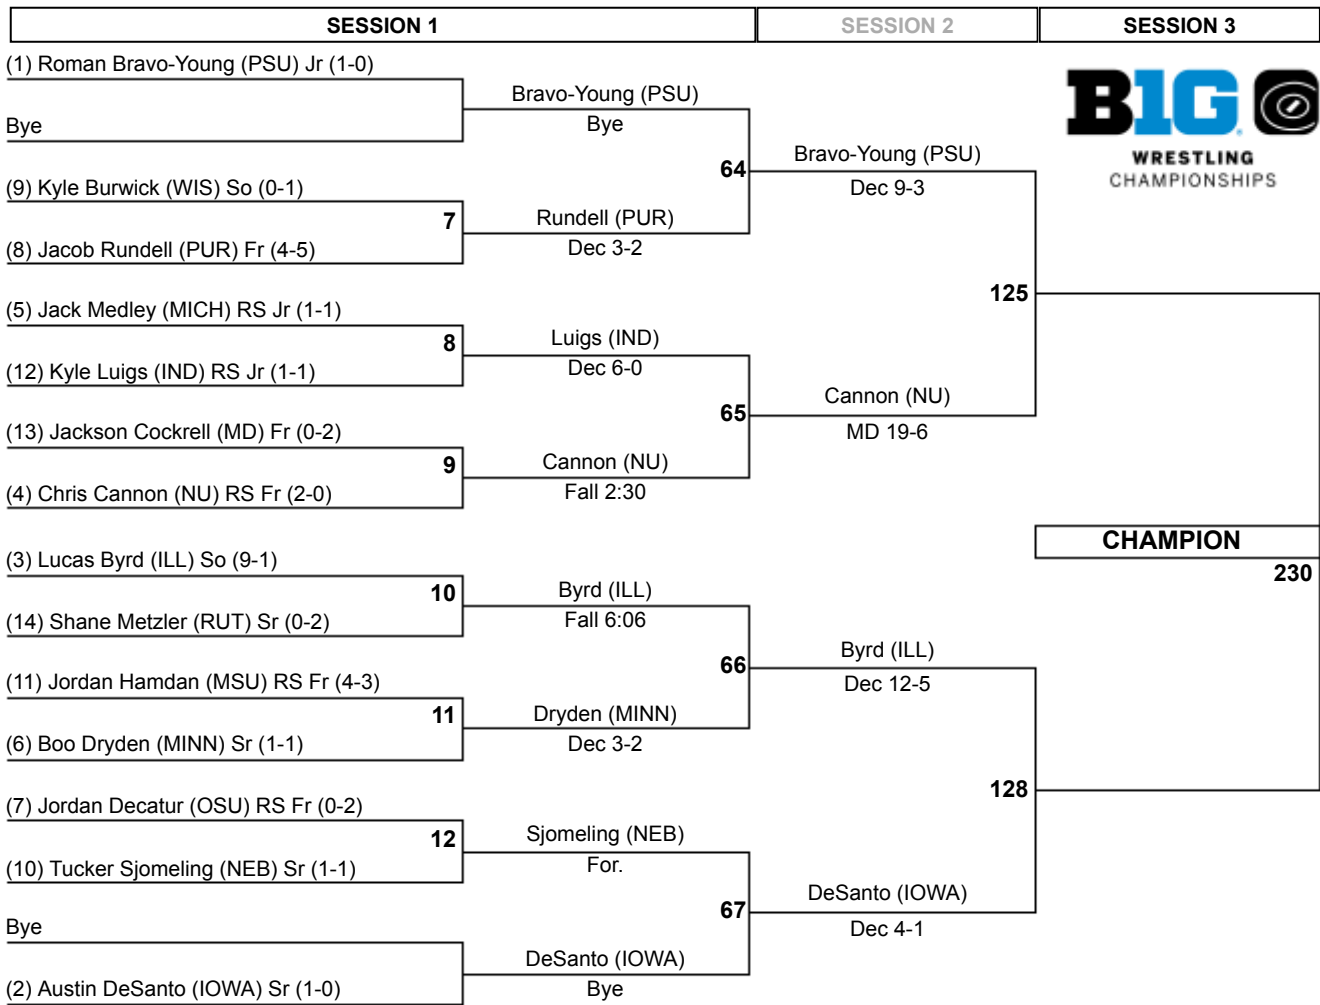 SESSION 1
SESSION 2
SESSION 3
(1) Roman Bravo-Young (PSU) Jr (1-0)
Bye
Bravo-Young (PSU)
Bye
(9) Kyle Burwick (WIS) So (0-1)
7
(8) Jacob Rundell (PUR) Fr (4-5)
Rundell (PUR)
Dec 3-2
64
Bravo-Young (PSU)
Dec 9-3
(5) Jack Medley (MICH) RS Jr (1-1)
8
(12) Kyle Luigs (IND) RS Jr (1-1)
Luigs (IND)
Dec 6-0
(13) Jackson Cockrell (MD) Fr (0-2)
9
(4) Chris Cannon (NU) RS Fr (2-0)
Cannon (NU)
Fall 2:30
65
Cannon (NU)
MD 19-6
125
(3) Lucas Byrd (ILL) So (9-1)
10
(14) Shane Metzler (RUT) Sr (0-2)
Byrd (ILL)
Fall 6:06
(11) Jordan Hamdan (MSU) RS Fr (4-3)
11
(6) Boo Dryden (MINN) Sr (1-1)
Dryden (MINN)
Dec 3-2
66
Byrd (ILL)
Dec 12-5
(7) Jordan Decatur (OSU) RS Fr (0-2)
12
(10) Tucker Sjomeling (NEB) Sr (1-1)
Sjomeling (NEB)
For.
Bye
(2) Austin DeSanto (IOWA) Sr (1-0)
DeSanto (IOWA)
Bye
67
DeSanto (IOWA)
Dec 4-1
128
B1G
WRESTLING
CHAMPIONSHIPS
CHAMPION
230